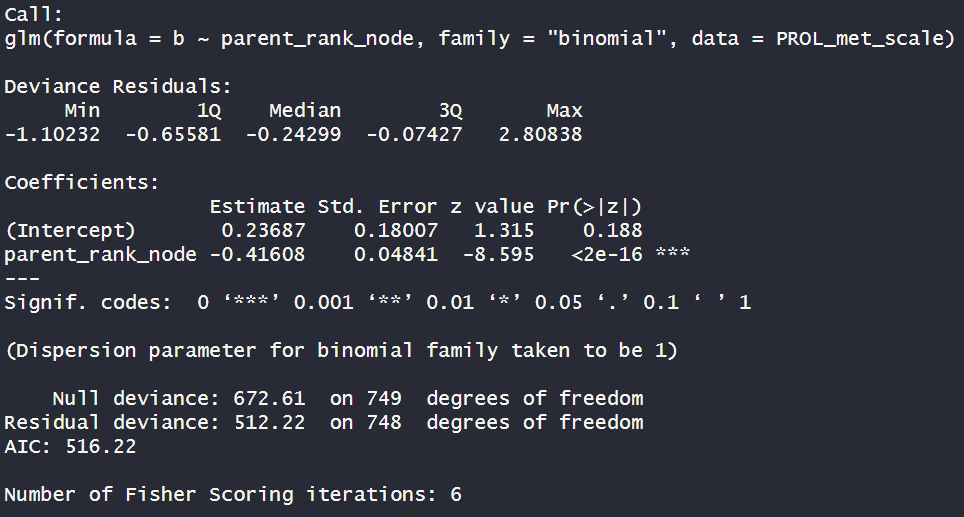 Call:
glm(formula = b ~ parent_rank_node, family = "binomial", data = PROL_met_scale)
Deviance Residuals:
Min 1Q Median 3Q Max
-1.10232 -0.65581 -0.24299 -0.07427 2.80838
Coefficients:
Estimate Std. Error z value Pr(>|z|)
(Intercept) 0.23687 0.18007 1.315 0.188
parent_rank_node -0.41608 0.04841 -8.595 <2e-16 ***
---
Signif. codes: 0 ‘***’ 0.001 ‘**’ 0.01 ‘*’ 0.05 ‘.’ 0.1 ‘ ’ 1
(Dispersion parameter for binomial family taken to be 1)
Null deviance: 672.61 on 749 degrees of freedom
Residual deviance: 512.22 on 748 degrees of freedom
AIC: 516.22
Number of Fisher Scoring iterations: 6